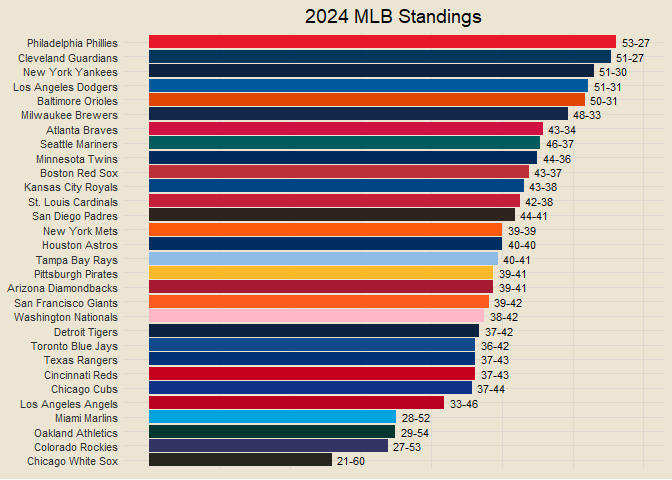 2024 MLB Standings
Philadelphia Phillies 53-27
Cleveland Guardians 51-27
New York Yankees 51-30
Los Angeles Dodgers 51-31
Baltimore Orioles 50-31
Milwaukee Brewers 48-33
Atlanta Braves 43-34
Seattle Mariners 46-37
Minnesota Twins 44-36
Boston Red Sox 43-37
Kansas City Royals 43-38
St. Louis Cardinals 42-38
San Diego Padres 44-41
New York Mets 39-39
Houston Astros 40-40
Tampa Bay Rays 40-41
Pittsburgh Pirates 39-41
Arizona Diamondbacks 39-41
San Francisco Giants 39-42
Washington Nationals 38-42
Detroit Tigers 37-42
Toronto Blue Jays 36-42
Texas Rangers 37-43
Cincinnati Reds 37-43
Chicago Cubs 37-44
Los Angeles Angels 33-46
Miami Marlins 28-52
Oakland Athletics 29-54
Colorado Rockies 27-53
Chicago White Sox 21-60